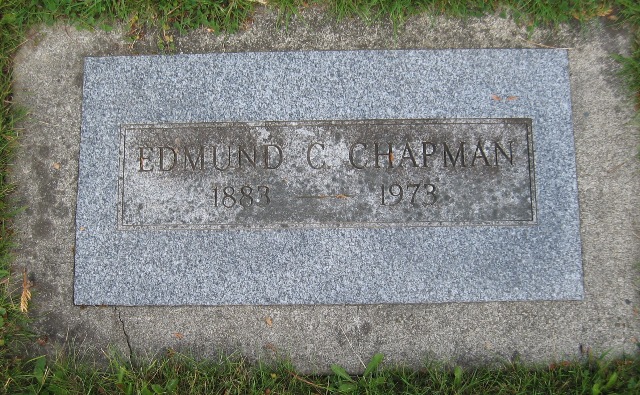 EDMUND C. CHAPMAN
1883 — 1973